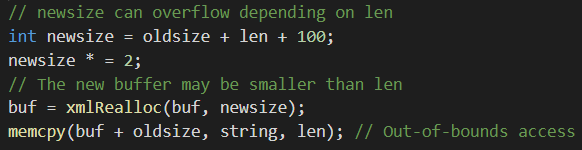 // newsize can overflow depending on len
int newsize = oldsize + len + 100;
newsize * = 2;
// The new buffer may be smaller than len
buf = xmlRealloc(buf, newsize);
memcpy(buf + oldsize, string, len); // Out-of-bounds access